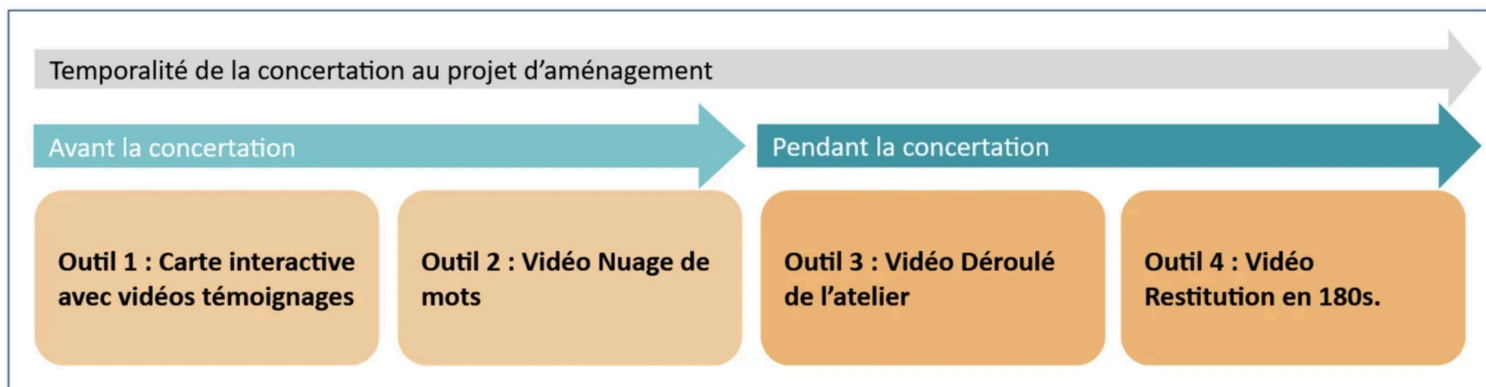 Temporalité de la concertation au projet d’aménagement
Avant la concertation
Pendant la concertation
Outil 1 : Carte interactive
avec vidéos témoignages
Outil 2 : Vidéo Nuage de
mots
Outil 3 : Vidéo Déroulé
de l’atelier
Outil 4 : Vidéo
Restitution en 180s.